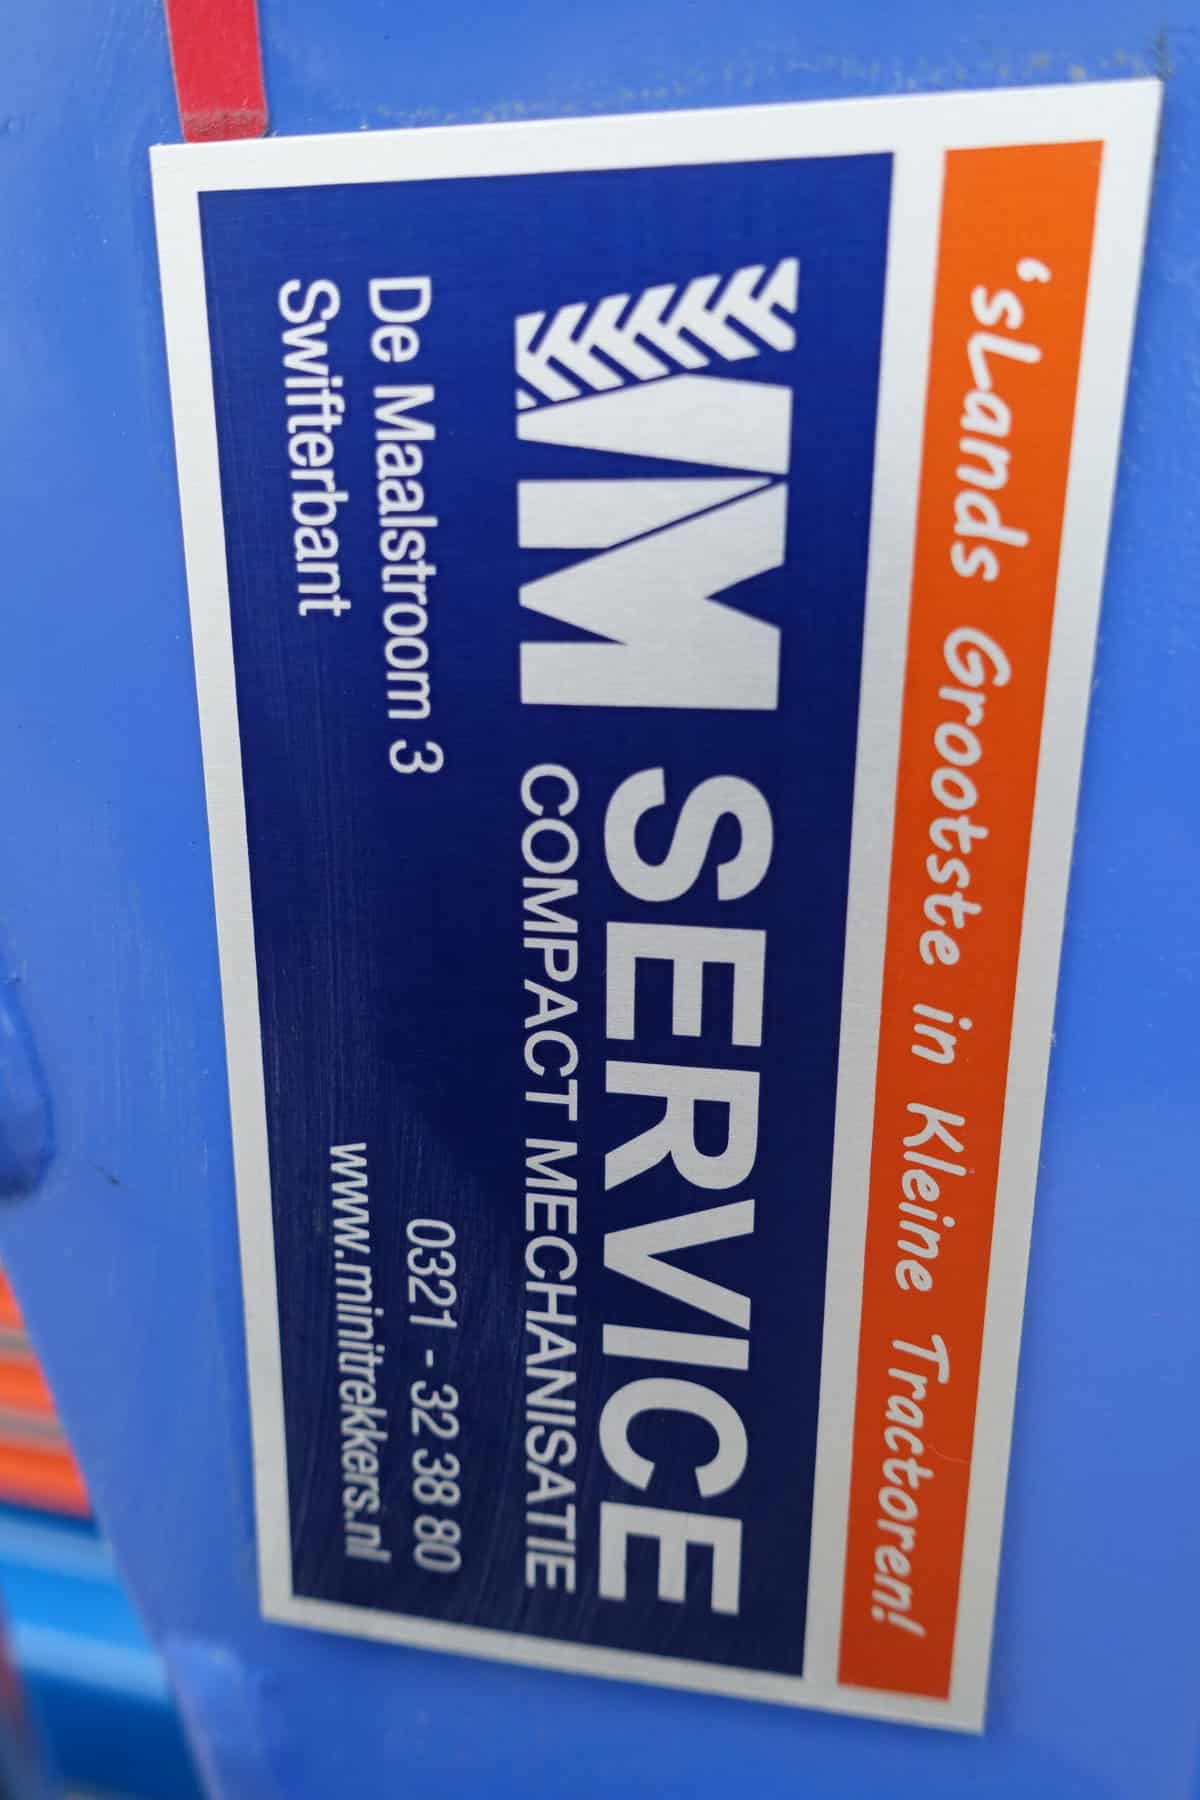 'sLands Grootste in Kleine Tractoren!
VM SERVICE
COMPACT MECHANISATIE
De Maalstroom 3
Swifterbant
0321 - 32 38 80
www.minitrekkers.nl